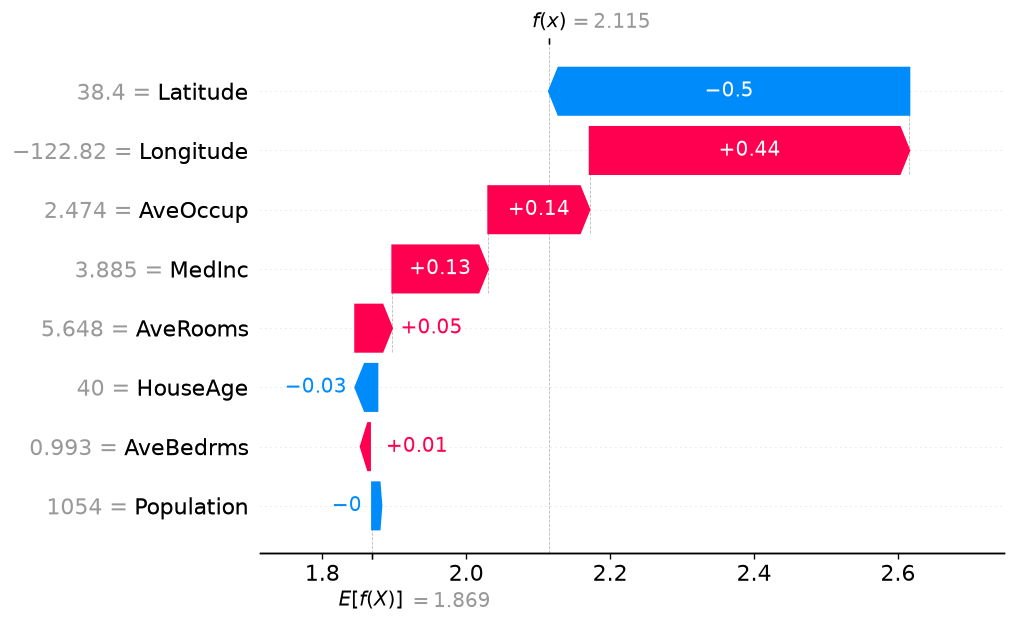 f(x) = 2.115
38.4 = Latitude
−0.5
−122.82 = Longitude
+0.44
2.474 = AveOccup
+0.14
3.885 = MedInc
+0.13
5.648 = AveRooms
+0.05
40 = HouseAge
−0.03
0.993 = AveBedrms
+0.01
1054 = Population
−0
1.8 2.0 2.2 2.4 2.6
E[f(X)] = 1.869